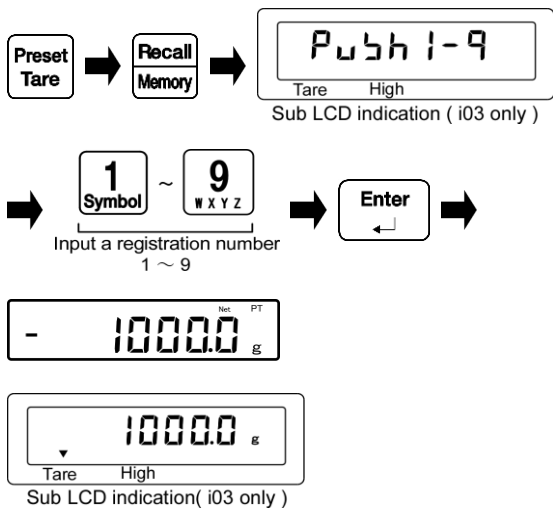 Preset
Tare
Recall
Memory
Push 1-9
Tare High
Sub LCD indication ( i03 only )
1
Symbol
~
9
W X Y Z
Enter
Input a registration number
1 ～ 9
Net PT
- 1000.0 g
1000.0 g
Tare High
Sub LCD indication( i03 only )